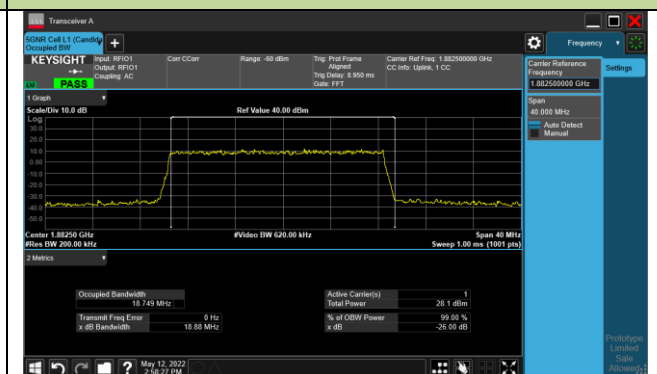 Transceiver A
5GNR Cell L1 (Candida
Occupied BW
KEYSIGHT
LU PASS
Input: RFIO1
Output: RFIO1
Coupling: AC
Corr CCorr
Range: -60 dBm
Trig: Prot Frame
Aligned
Trig Delay: 8.950 ms
Gate: FFT
Carrier Ref Freq: 1.882500000 GHz
CC Info: Uplink, 1 CC
1 Graph
Scale/Div 10.0 dB
Ref Value 40.00 dBm
Log
30.0
20.0
10.0
0.00
-10.0
-20.0
-30.0
-40.0
-50.0
Center 1.88250 GHz
#Video BW 620.00 kHz
Span 40 MHz
#Res BW 200.00 kHz
Sweep 1.00 ms (1001 pts)
2 Metrics
Occupied Bandwidth
18.749 MHz
Transmit Freq Error 0 Hz
x dB Bandwidth 18.88 MHz
Active Carrier(s) 1
Total Power 28.1 dBm
% of OBW Power 99.00 %
x dB -26.00 dB
May 12, 2022
2:58:27 PM
Frequency
Carrier Reference
Frequency
1.882500000 GHz
Span
40.000 MHz
Auto Detect
Manual
Settings
Prototype
Limited
Sale
Allowed